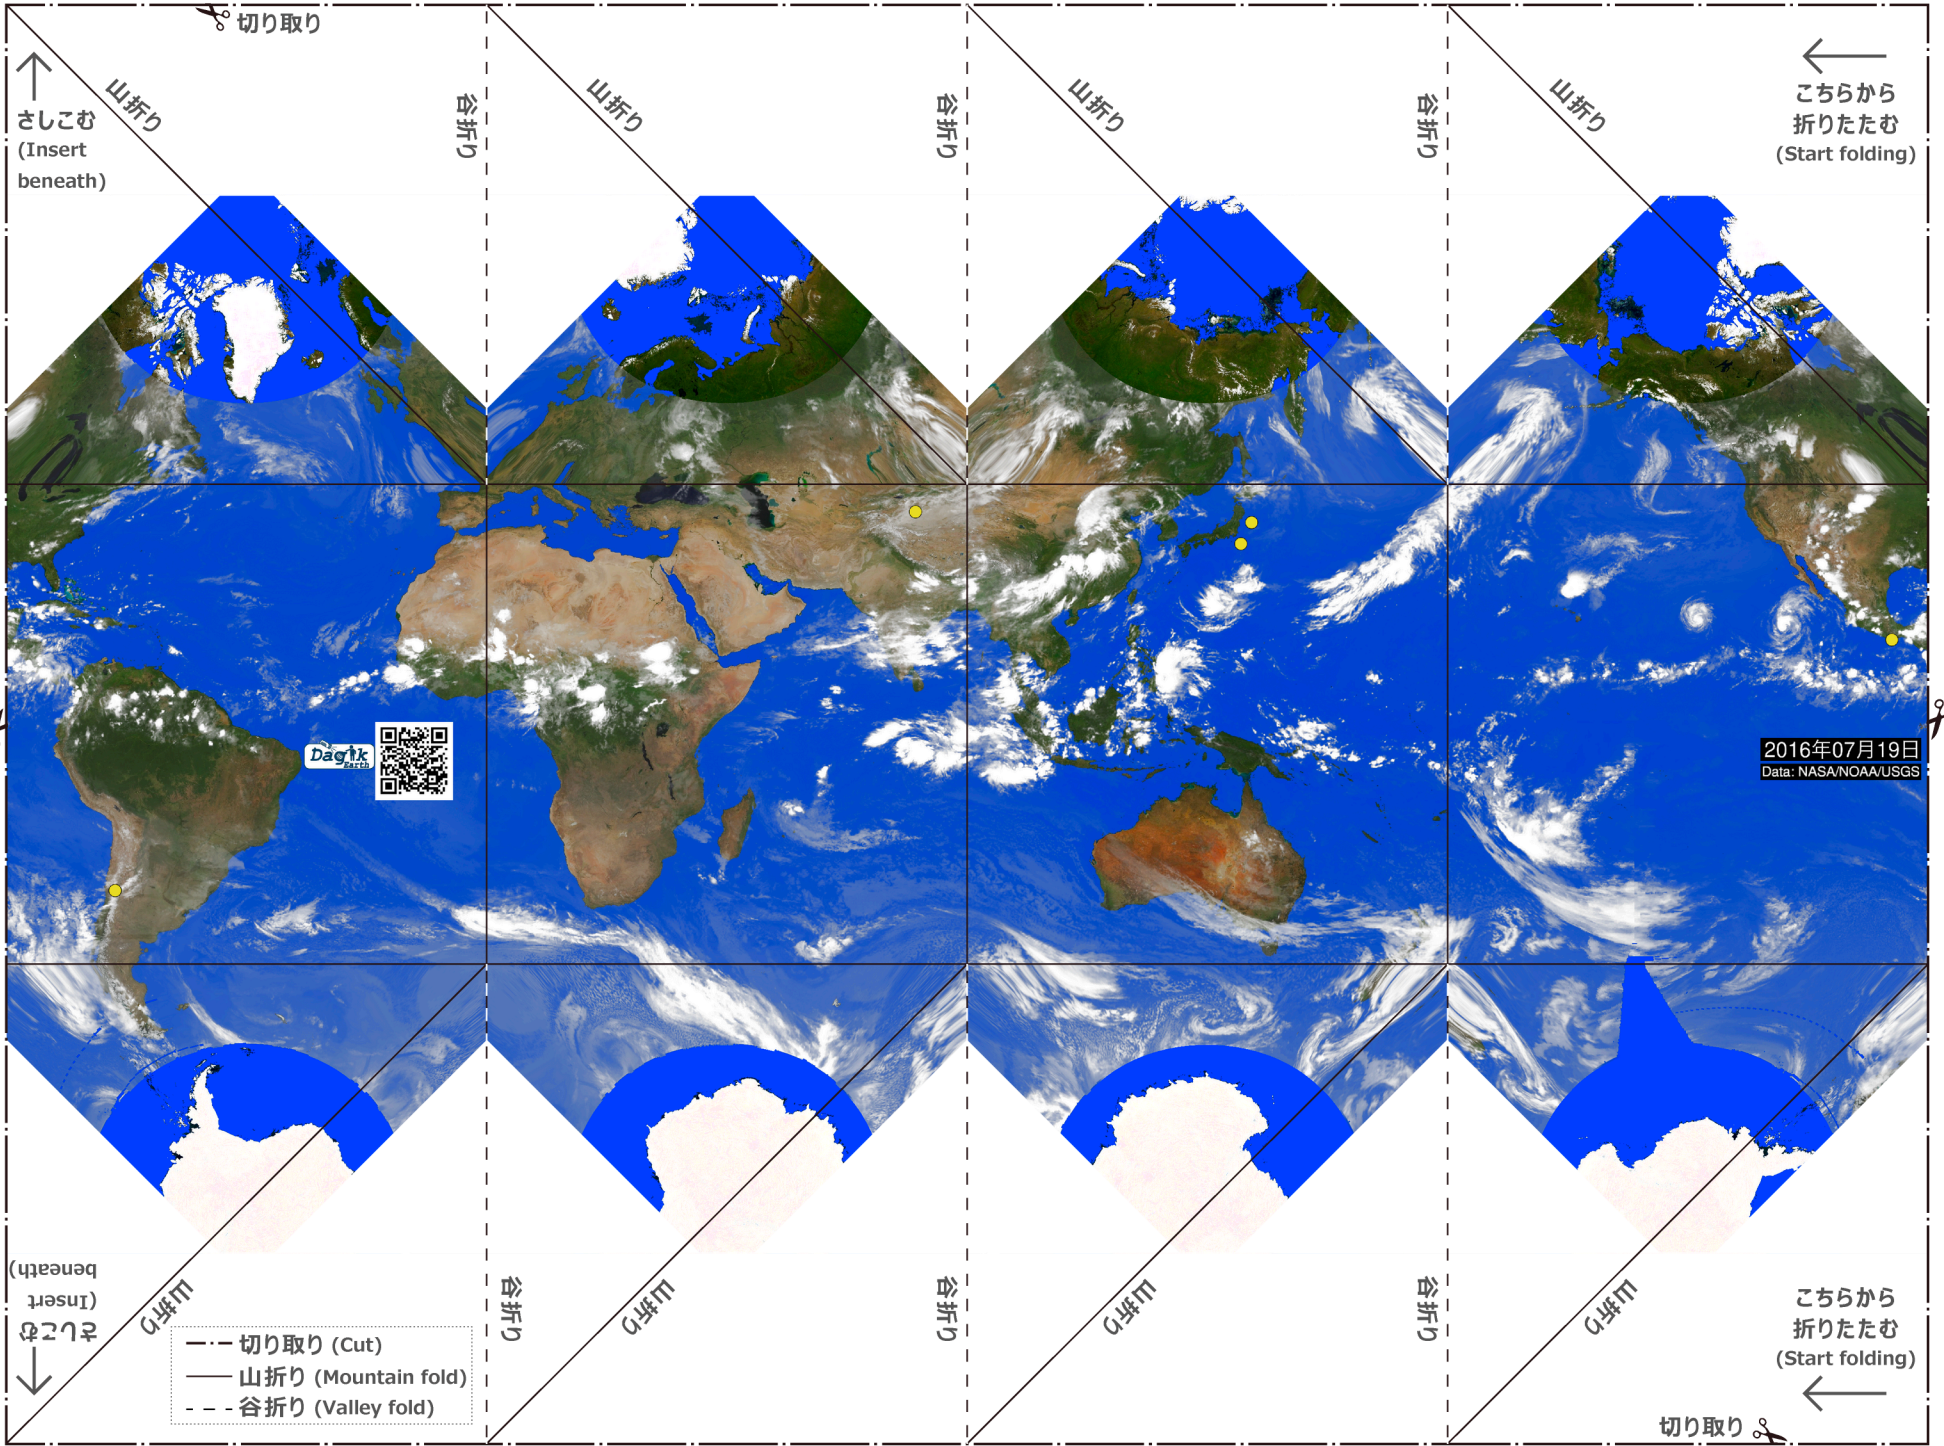 切り取り
山折り
谷折り
山折り
谷折り
山折り
谷折り
山折り
さしこむ
(Insert
beneath)
こちらから
折りたたむ
(Start folding)
Dagik
Earth
2016年07月19日
Data: NASA/NOAA/USGS
さしこむ
(Insert
beneath)
山折り
谷折り
山折り
谷折り
山折り
谷折り
山折り
こちらから
折りたたむ
(Start folding)
切り取り (Cut)
山折り (Mountain fold)
谷折り (Valley fold)
切り取り